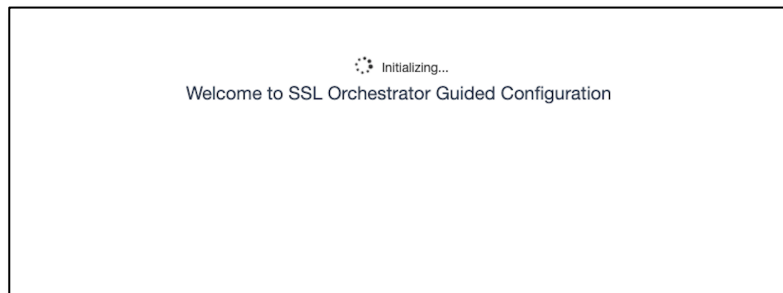 Initializing...
Welcome to SSL Orchestrator Guided Configuration